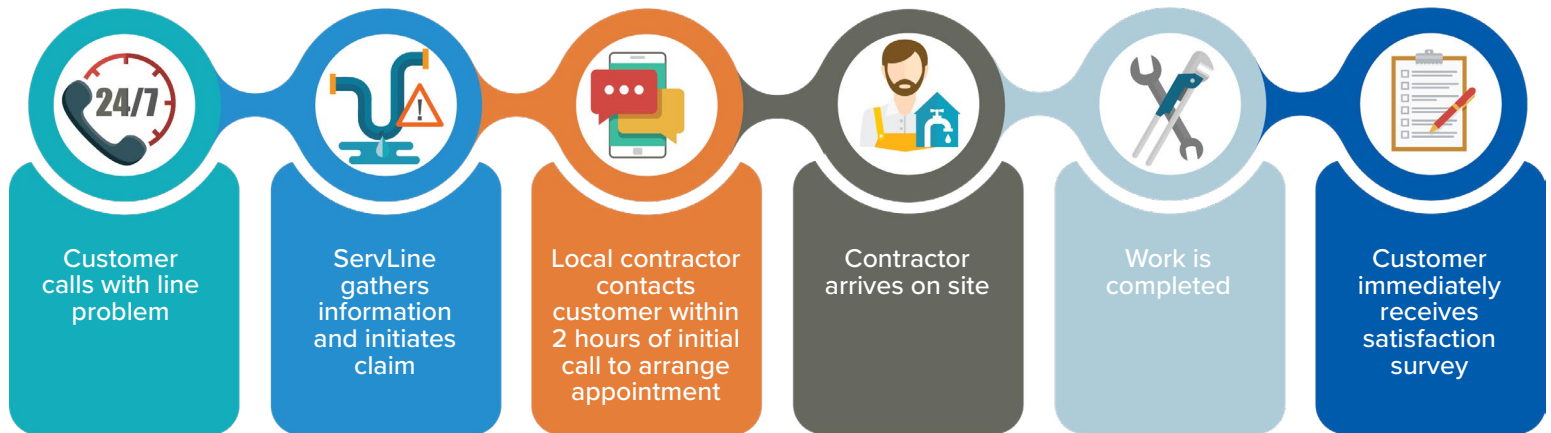 24/7
Customer
calls with line
problem
!
ServLine
gathers
information
and initiates
claim
Local contractor
contacts
customer within
2 hours of initial
call to arrange
appointment
Contractor
arrives on site
Work is
completed
Customer
immediately
receives
satisfaction
survey